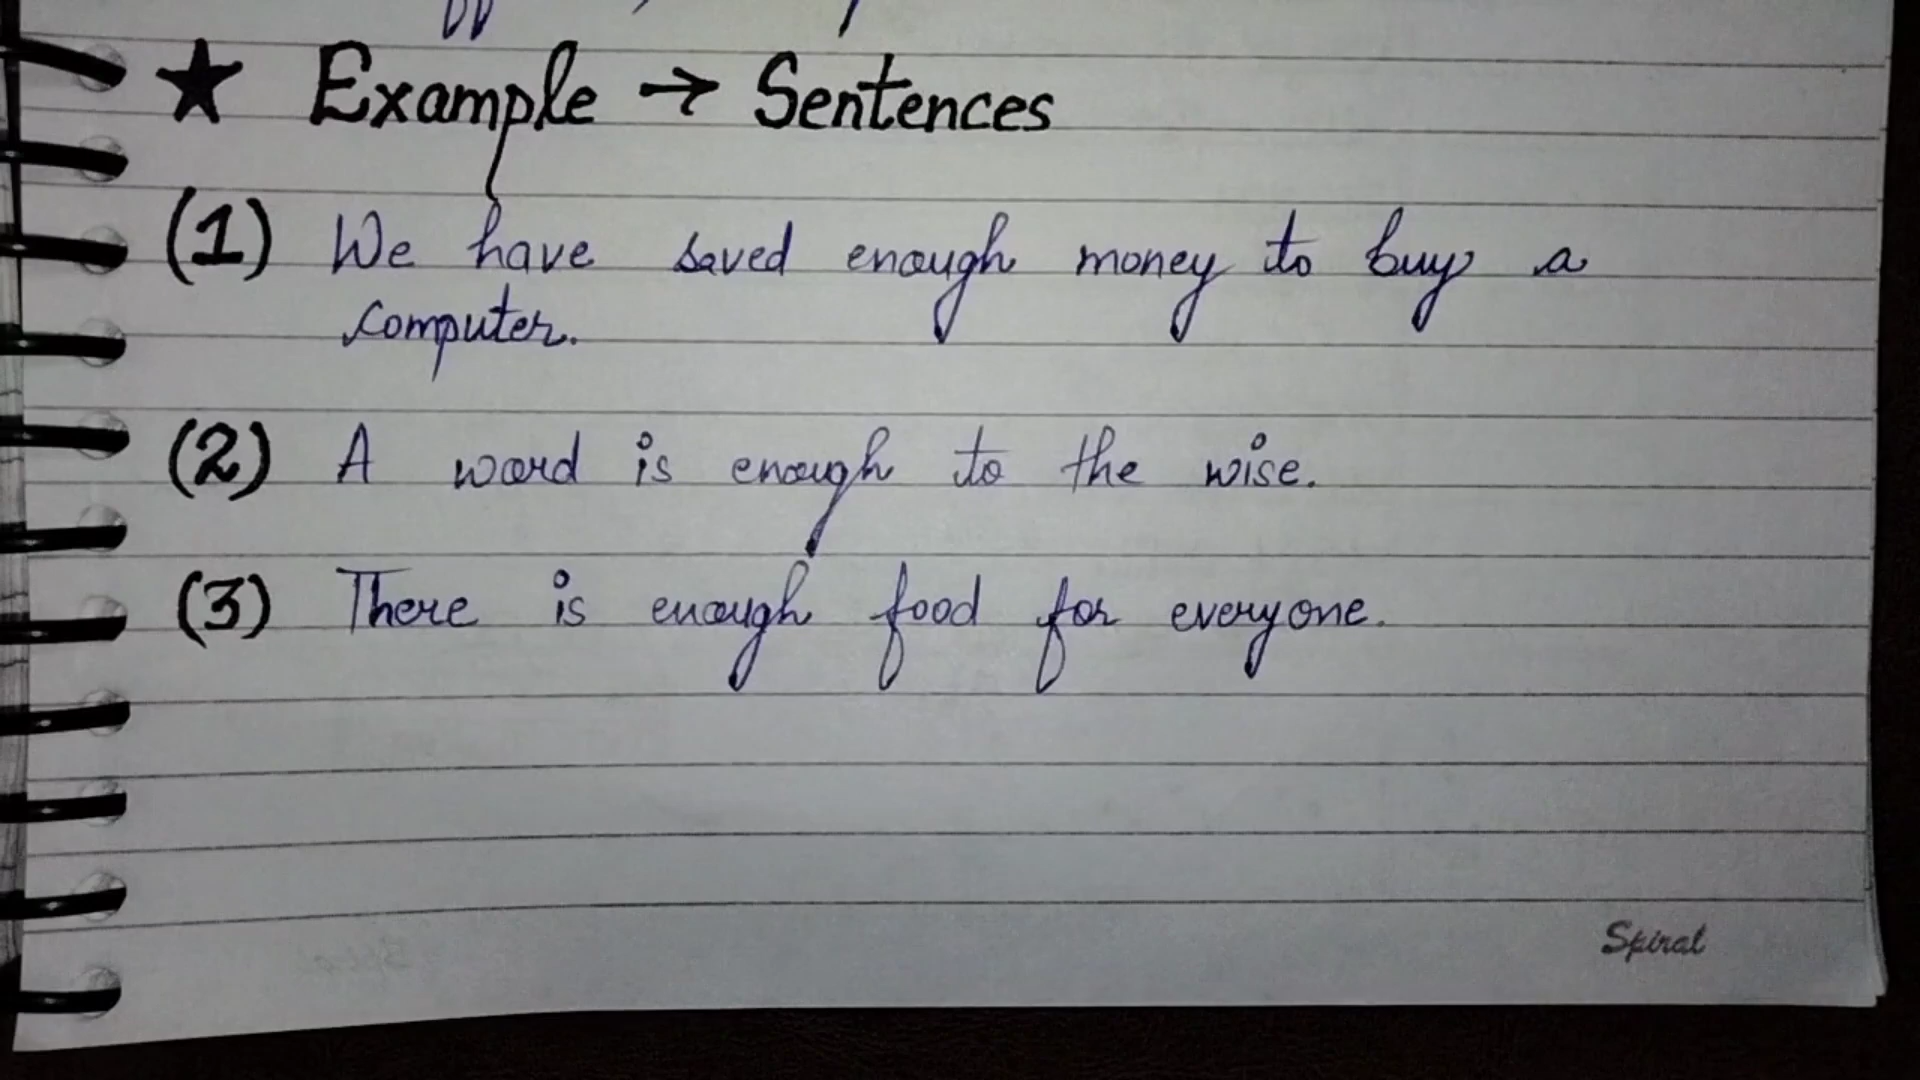 ★ Example → Sentences
(1) We have saved enough money to buy a
computer.
(2) A word is enough to the wise.
(3) There is enough food for everyone.
Spiral